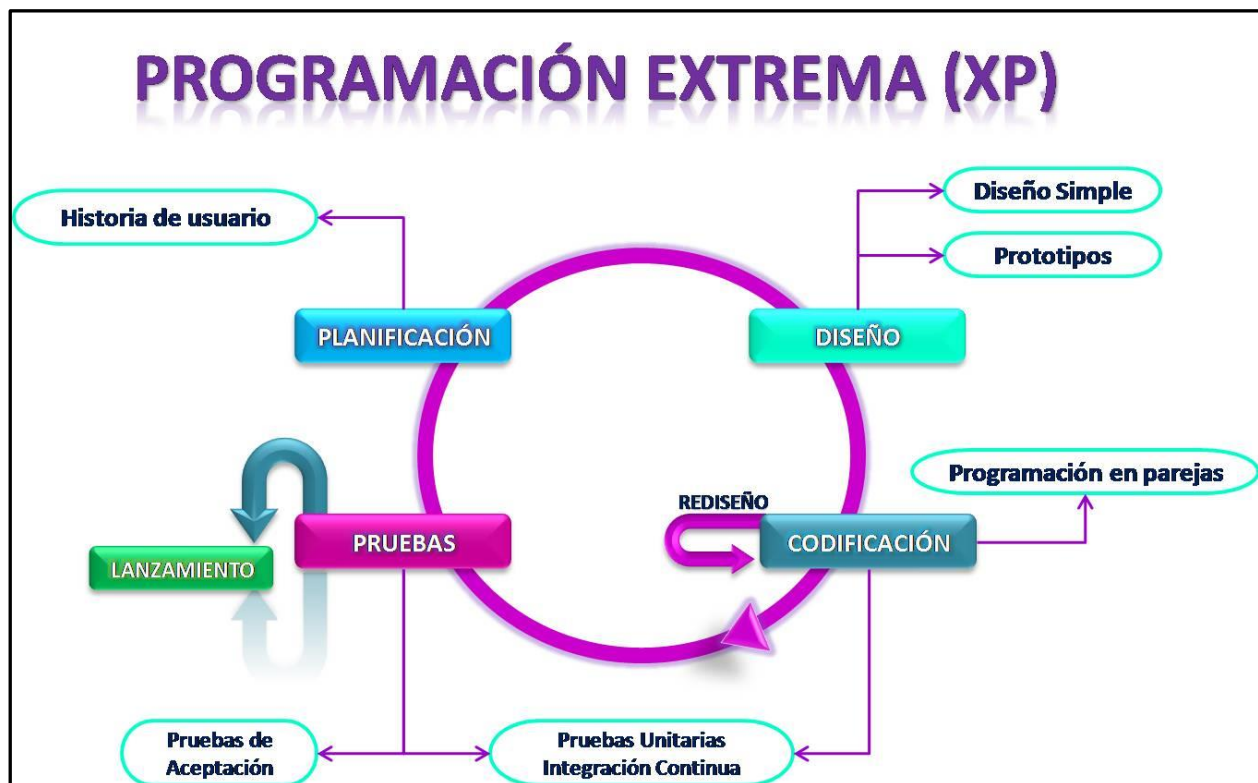 PROGRAMACIÓN EXTREMA (XP)
Historia de usuario
Diseño Simple
Prototipos
PLANIFICACIÓN
DISEÑO
Programación en parejas
REDISEÑO
PRUEBAS
CODIFICACIÓN
LANZAMIENTO
Pruebas de
Aceptación
Pruebas Unitarias
Integración Continua